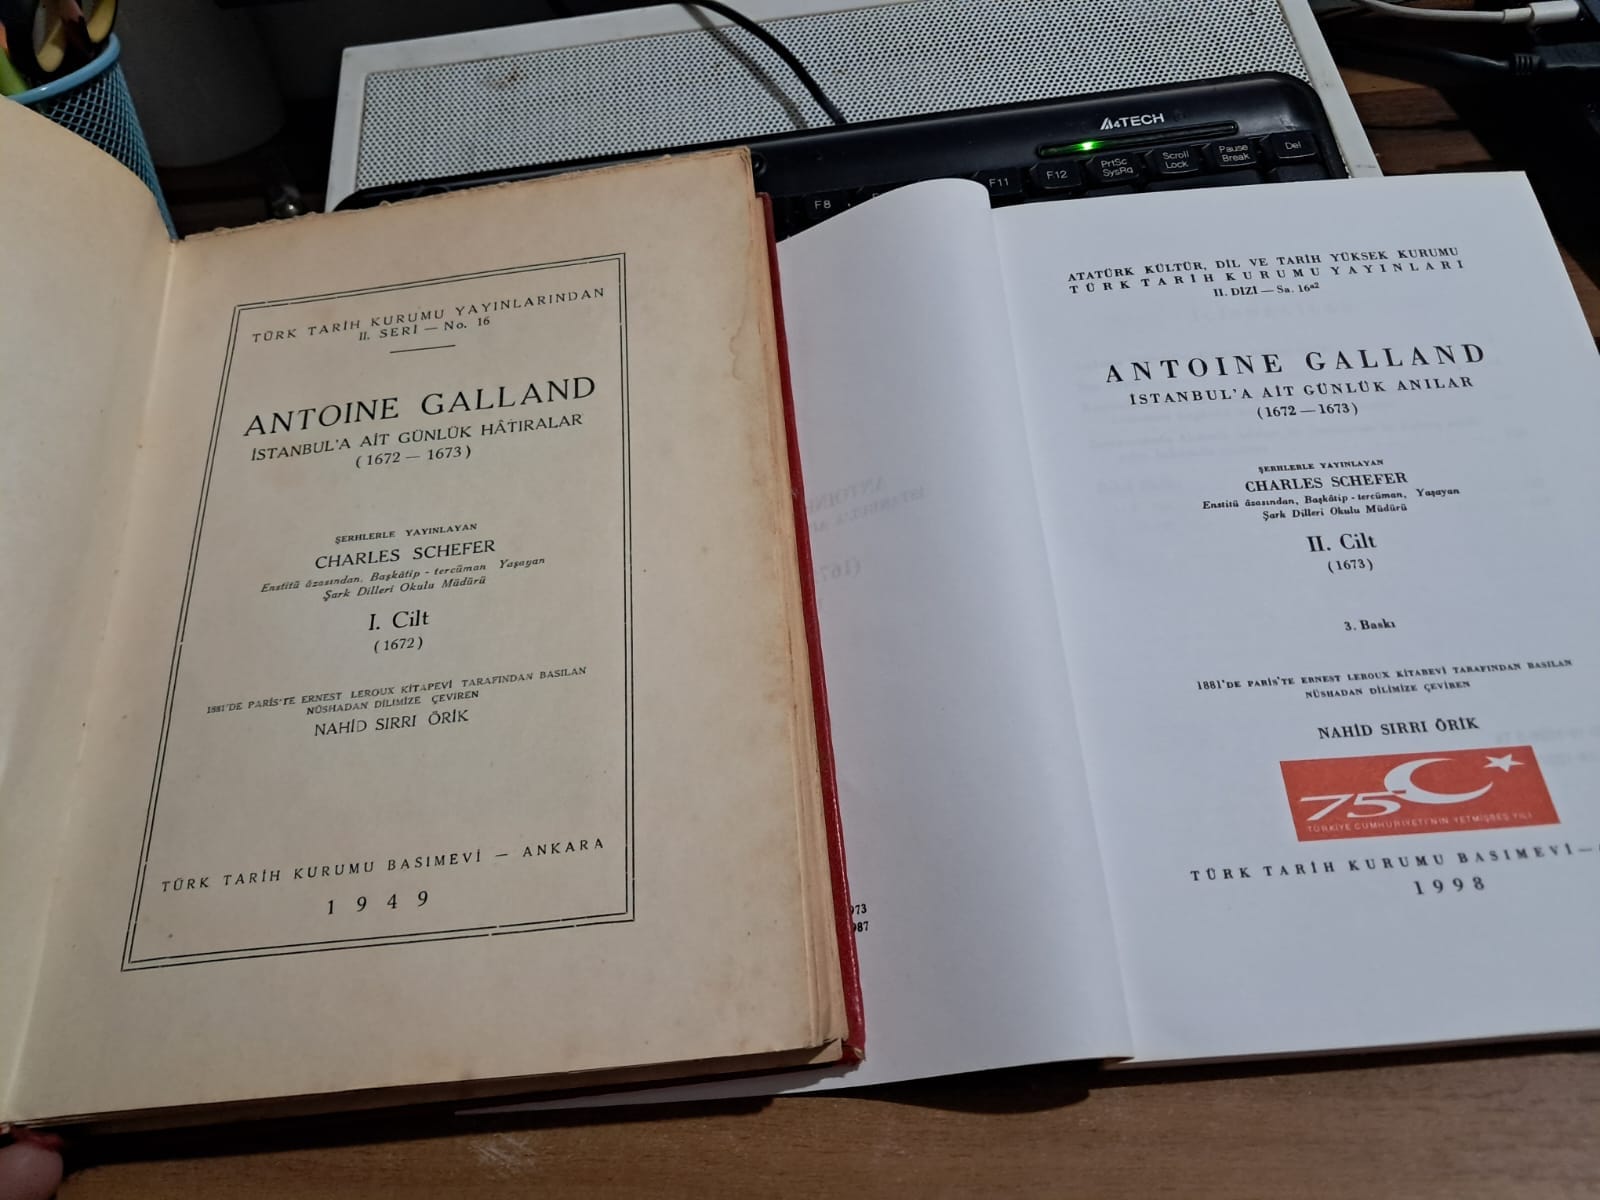 TÜRK TARİH KURUMU YAYINLARINDAN
II. SERİ — No. 16
ANTOINE GALLAND
İSTANBUL'A AİT GÜNLÜK HÂTIRALAR
(1672 — 1673)
ŞERHLERLE YAYINLAYAN
CHARLES SCHEFER
Enstitü âzasından, Başkâtip - tercüman Yaşayan
Şark Dilleri Okulu Müdürü
I. Cilt
(1672)
1881'DE PARİS'TE ERNEST LEROUX KİTAPEVİ TARAFINDAN BASILAN
NÜSHADAN DİLİMİZE ÇEVİREN
NAHİD SIRRI ÖRİK
TÜRK TARİH KURUMU BASIMEVİ — ANKARA
1949
A4TECH
PrtSc
SysRq
Scroll
Lock
Pause
Break
Del
F8
F11
F12
ATATÜRK KÜLTÜR, DİL VE TARİH YÜKSEK KURUMU
TÜRK TARİH KURUMU YAYINLARI
II. DİZİ — Sa. 16a2
ANTOINE GALLAND
İSTANBUL'A AİT GÜNLÜK ANILAR
(1672 — 1673)
ŞERHLERLE YAYINLAYAN
CHARLES SCHEFER
Enstitü âzasından, Başkâtip - tercüman, Yaşayan
Şark Dilleri Okulu Müdürü
II. Cilt
(1673)
3. Baskı
1881'DE PARİS'TE ERNEST LEROUX KİTABEVİ TARAFINDAN BASILAN
NÜSHADAN DİLİMİZE ÇEVİREN
NAHİD SIRRI ÖRİK
75
TÜRKİYE CUMHURİYETİ'NİN YETMİŞBEŞ YILI
TÜRK TARİH KURUMU BASIMEVİ —
1998
973
987